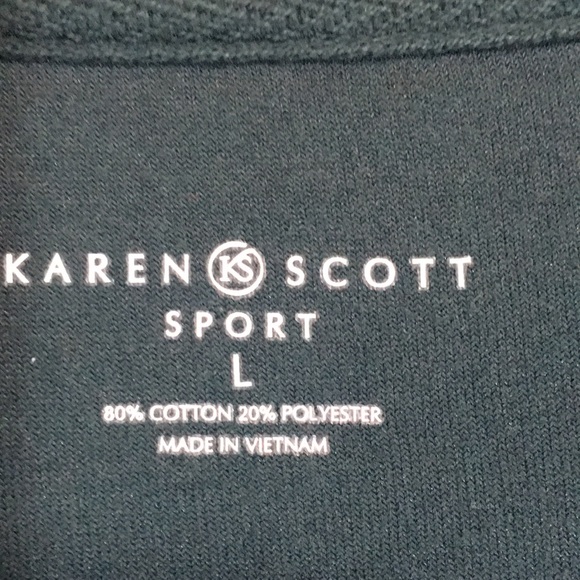 KAREN KS SCOTT
SPORT
L
80% COTTON 20% POLYESTER
MADE IN VIETNAM